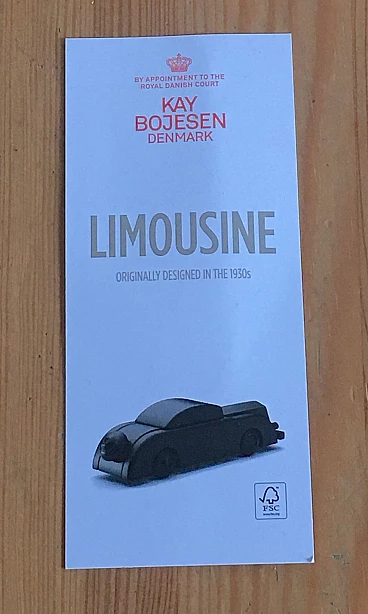 BY APPOINTMENT TO THE
ROYAL DANISH COURT
KAY
BOJESEN
DENMARK
LIMOUSINE
ORIGINALLY DESIGNED IN THE 1930s
FSC